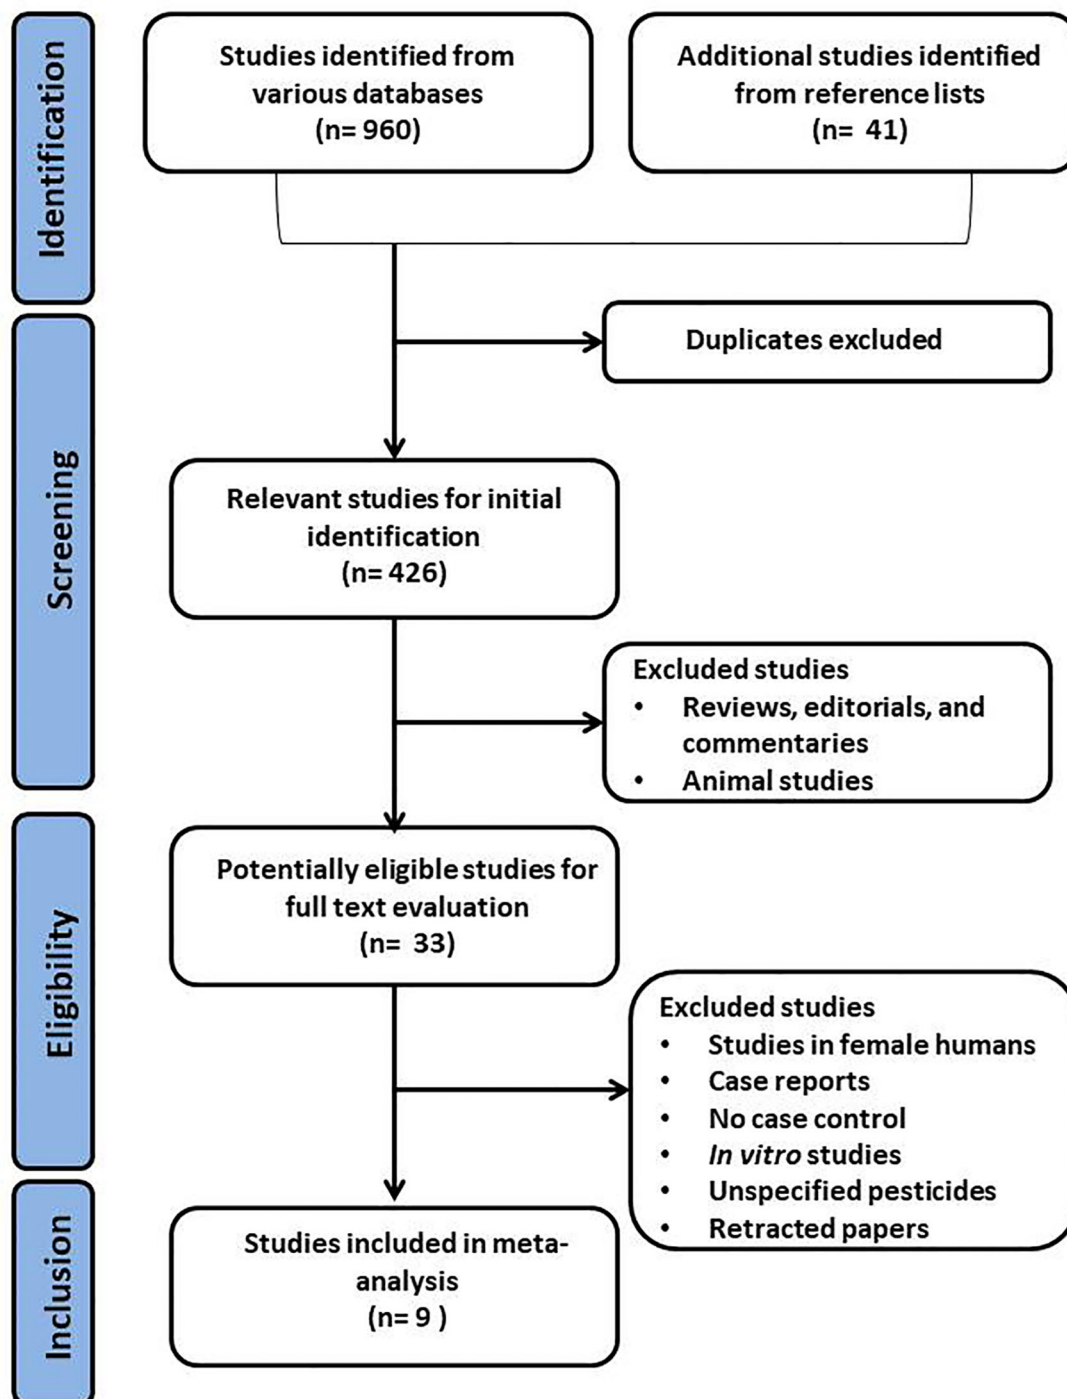 Identification
Studies identified from
various databases
(n= 960)
Additional studies identified
from reference lists
(n=  41)
Screening
Duplicates excluded
Relevant studies for initial
identification
(n= 426)
Excluded studies
• Reviews, editorials, and
commentaries
• Animal studies
Eligibility
Potentially eligible studies for
full text evaluation
(n=  33)
Excluded studies
• Studies in female humans
• Case reports
• No case control
• In vitro studies
• Unspecified pesticides
• Retracted papers
Inclusion
Studies included in meta-
analysis
(n= 9 )